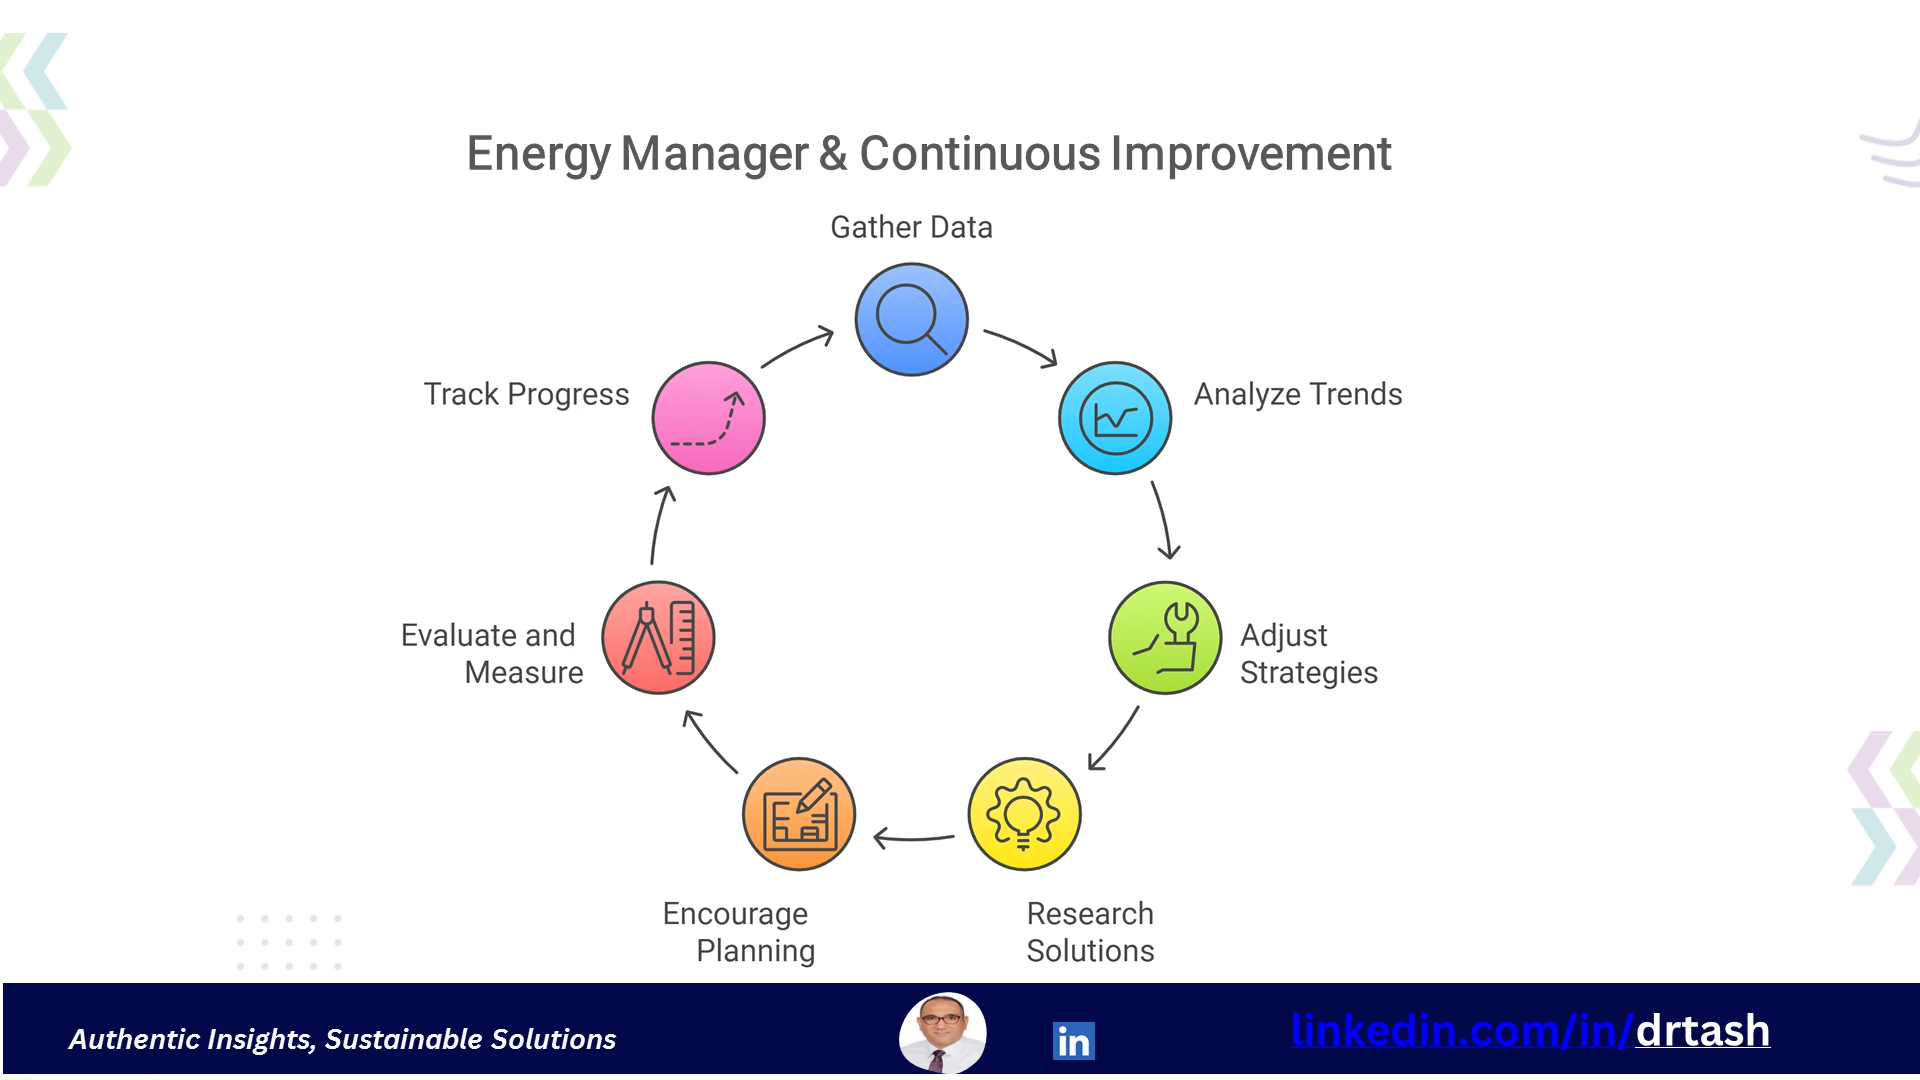 Energy Manager & Continuous Improvement
Gather Data
Track Progress
Analyze Trends
Evaluate and
Measure
Adjust
Strategies
Encourage
Planning
Research
Solutions
Authentic Insights, Sustainable Solutions
in
linkedin.com/in/drtash